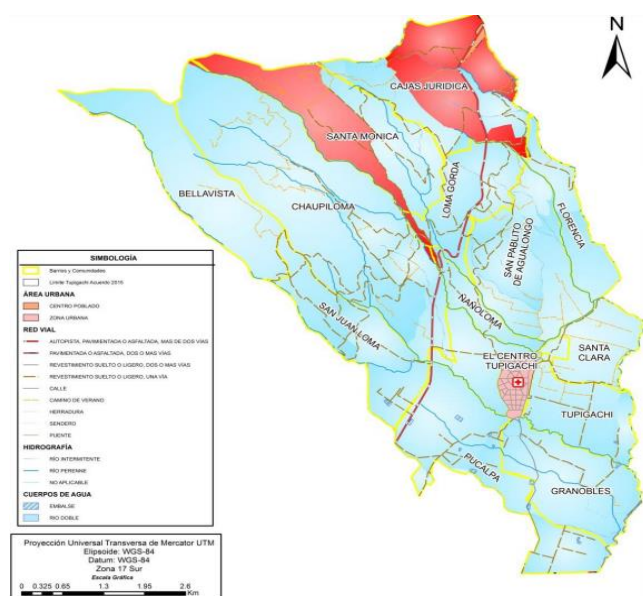 N
CAJAS JURIDICA
SANTA MONICA
BELLAVISTA
CHAUPILOMA
LOMA GORDA
FLORENCIA
SAN PABLITO
DE AGUALONGO
ÑAÑOLOMA
SAN JUAN LOMA
SANTA
CLARA
EL CENTRO
TUPIGACHI
TUPIGACHI
PUCALPA
GRANOBLES
SIMBOLOGÍA
Barrios y Comunidades
Límite Tupigachi Acuerdo 2015
ÁREA URBANA
CENTRO POBLADO
ZONA URBANA
RED VIAL
AUTOPISTA, PAVIMENTADA O ASFALTADA, MAS DE DOS VÍAS
PAVIMENTADA O ASFALTADA, DOS O MAS VÍAS
REVESTIMIENTO SUELTO O LIGERO, DOS O MAS VÍAS
REVESTIMIENTO SUELTO O LIGERO, UNA VÍA
CALLE
CAMINO DE VERANO
HERRADURA
SENDERO
PUENTE
HIDROGRAFÍA
RÍO INTERMITENTE
RÍO PERENNE
NO APLICABLE
CUERPOS DE AGUA
EMBALSE
RIO DOBLE
Proyección Universal Transversa de Mercator UTM
Elipsoide: WGS-84
Datum: WGS-84
Zona 17 Sur
Escala Gráfica
0 0.325 0.65 1.3 1.95 2.6
Km